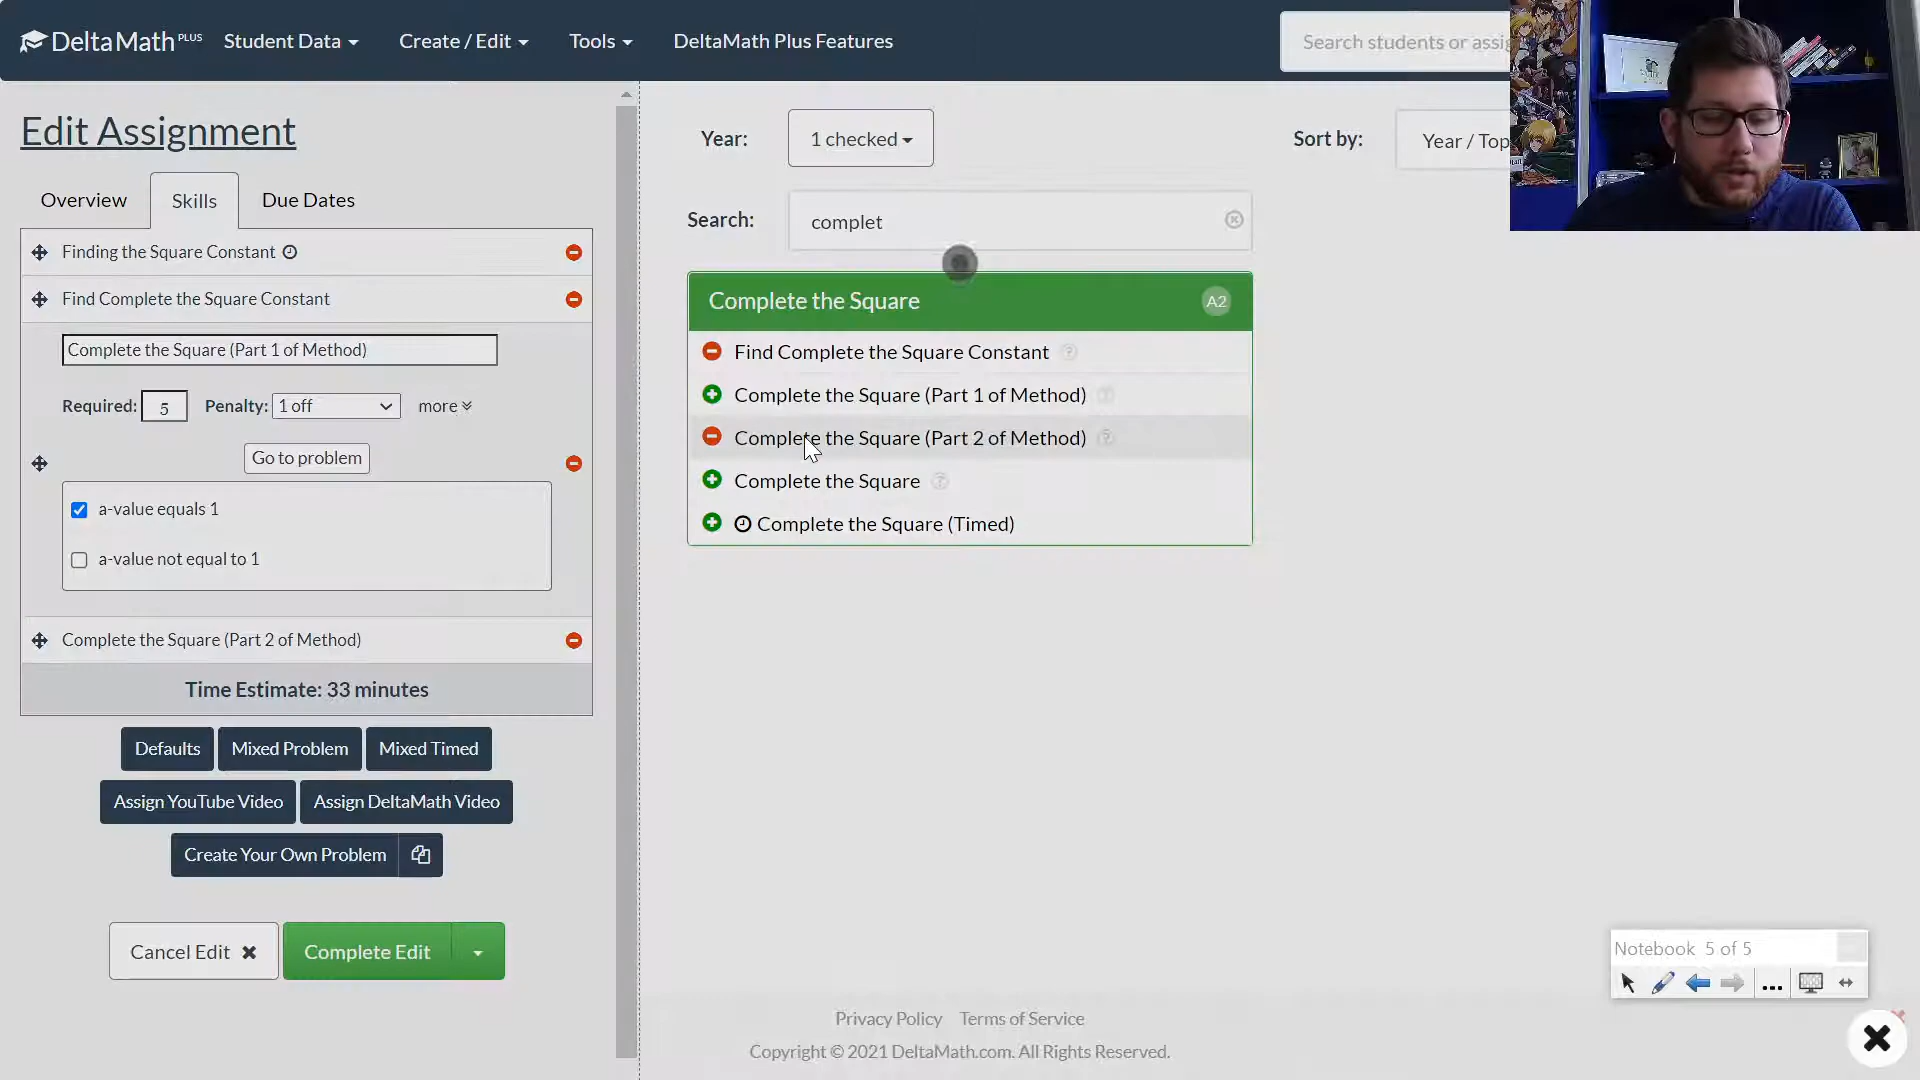 DeltaMath PLUS Student Data Create / Edit Tools DeltaMath Plus Features Search students or assig
Edit Assignment
Overview Skills Due Dates
Finding the Square Constant
Find Complete the Square Constant
Complete the Square (Part 1 of Method)
Required: 5 Penalty: 1 off more
Go to problem
a-value equals 1
a-value not equal to 1
Complete the Square (Part 2 of Method)
Time Estimate: 33 minutes
Defaults Mixed Problem Mixed Timed
Assign YouTube Video Assign DeltaMath Video
Create Your Own Problem
Cancel Edit Complete Edit
Year: 1 checked Sort by: Year / Top
Search: complet
Complete the Square A2
Find Complete the Square Constant ?
Complete the Square (Part 1 of Method) ?
Complete the Square (Part 2 of Method) ?
Complete the Square ?
Complete the Square (Timed)
Notebook 5 of 5
Privacy Policy Terms of Service
Copyright © 2021 DeltaMath.com. All Rights Reserved.